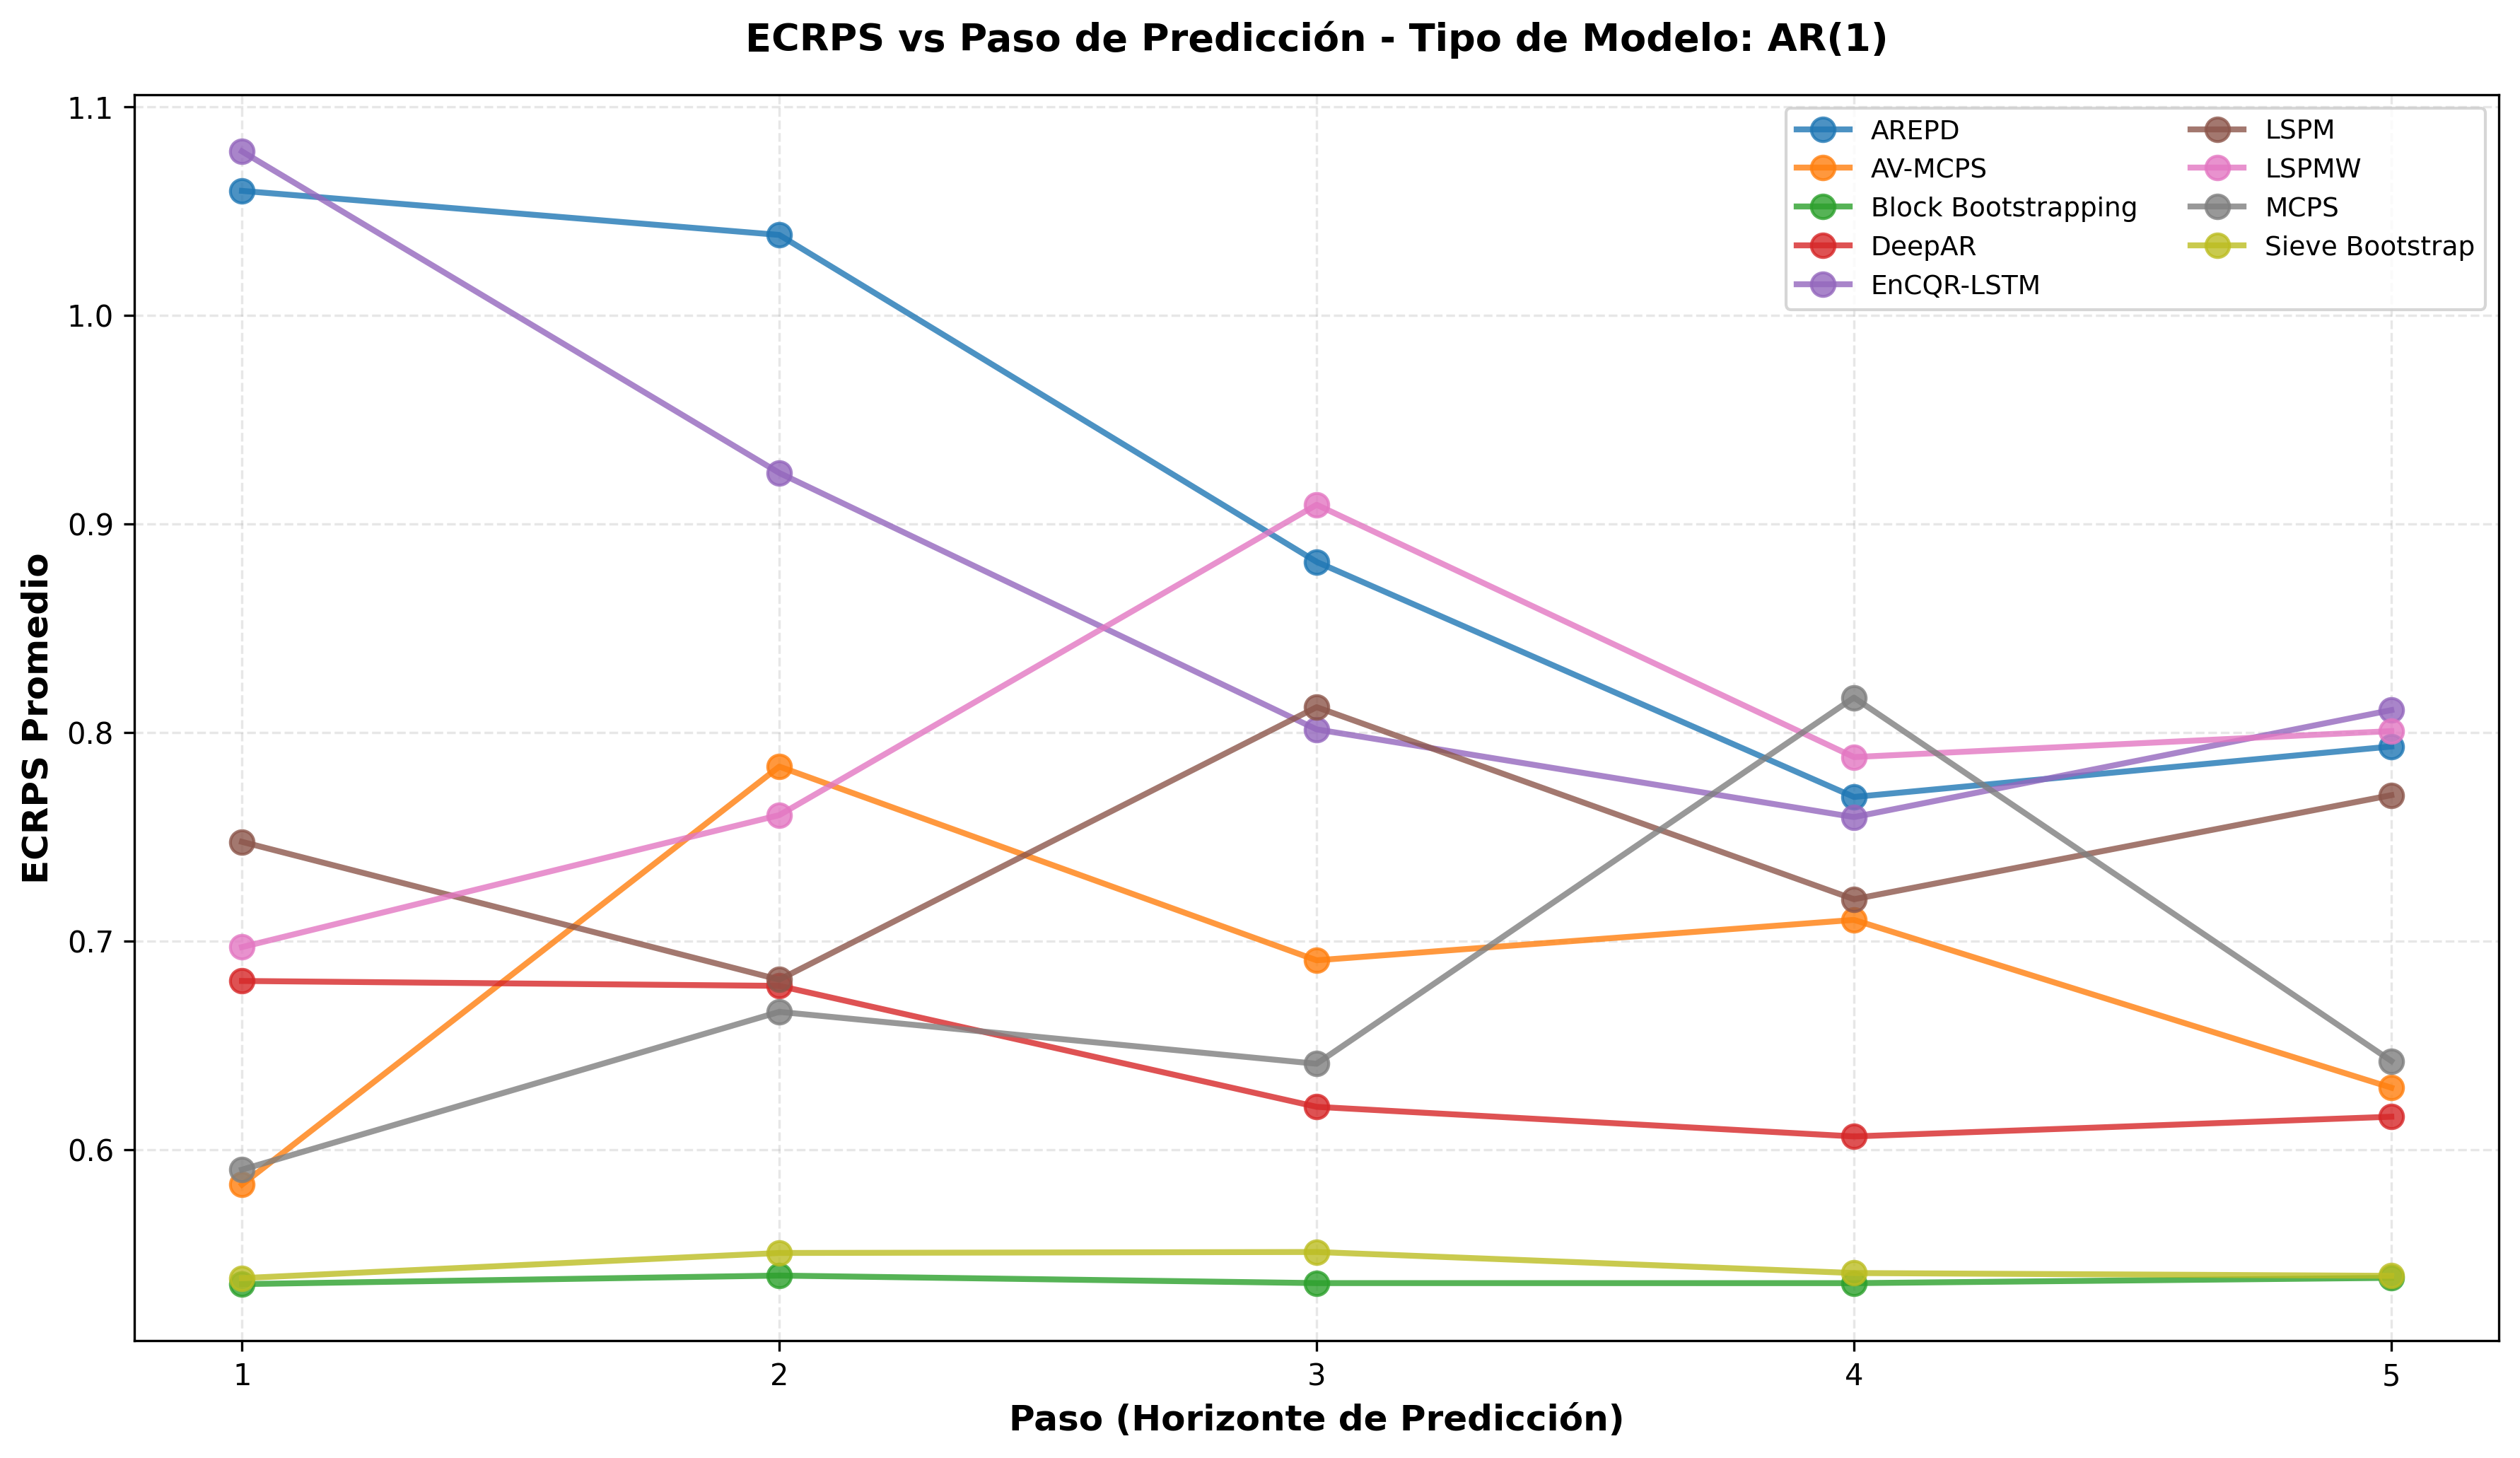 ECRPS vs Paso de Predicción - Tipo de Modelo: AR(1)
ECRPS Promedio
1.1
1.0
0.9
0.8
0.7
0.6
AREPD
AV-MCPS
Block Bootstrapping
DeepAR
EnCQR-LSTM
LSPM
LSPMW
MCPS
Sieve Bootstrap
1 2 3 4 5
Paso (Horizonte de Predicción)